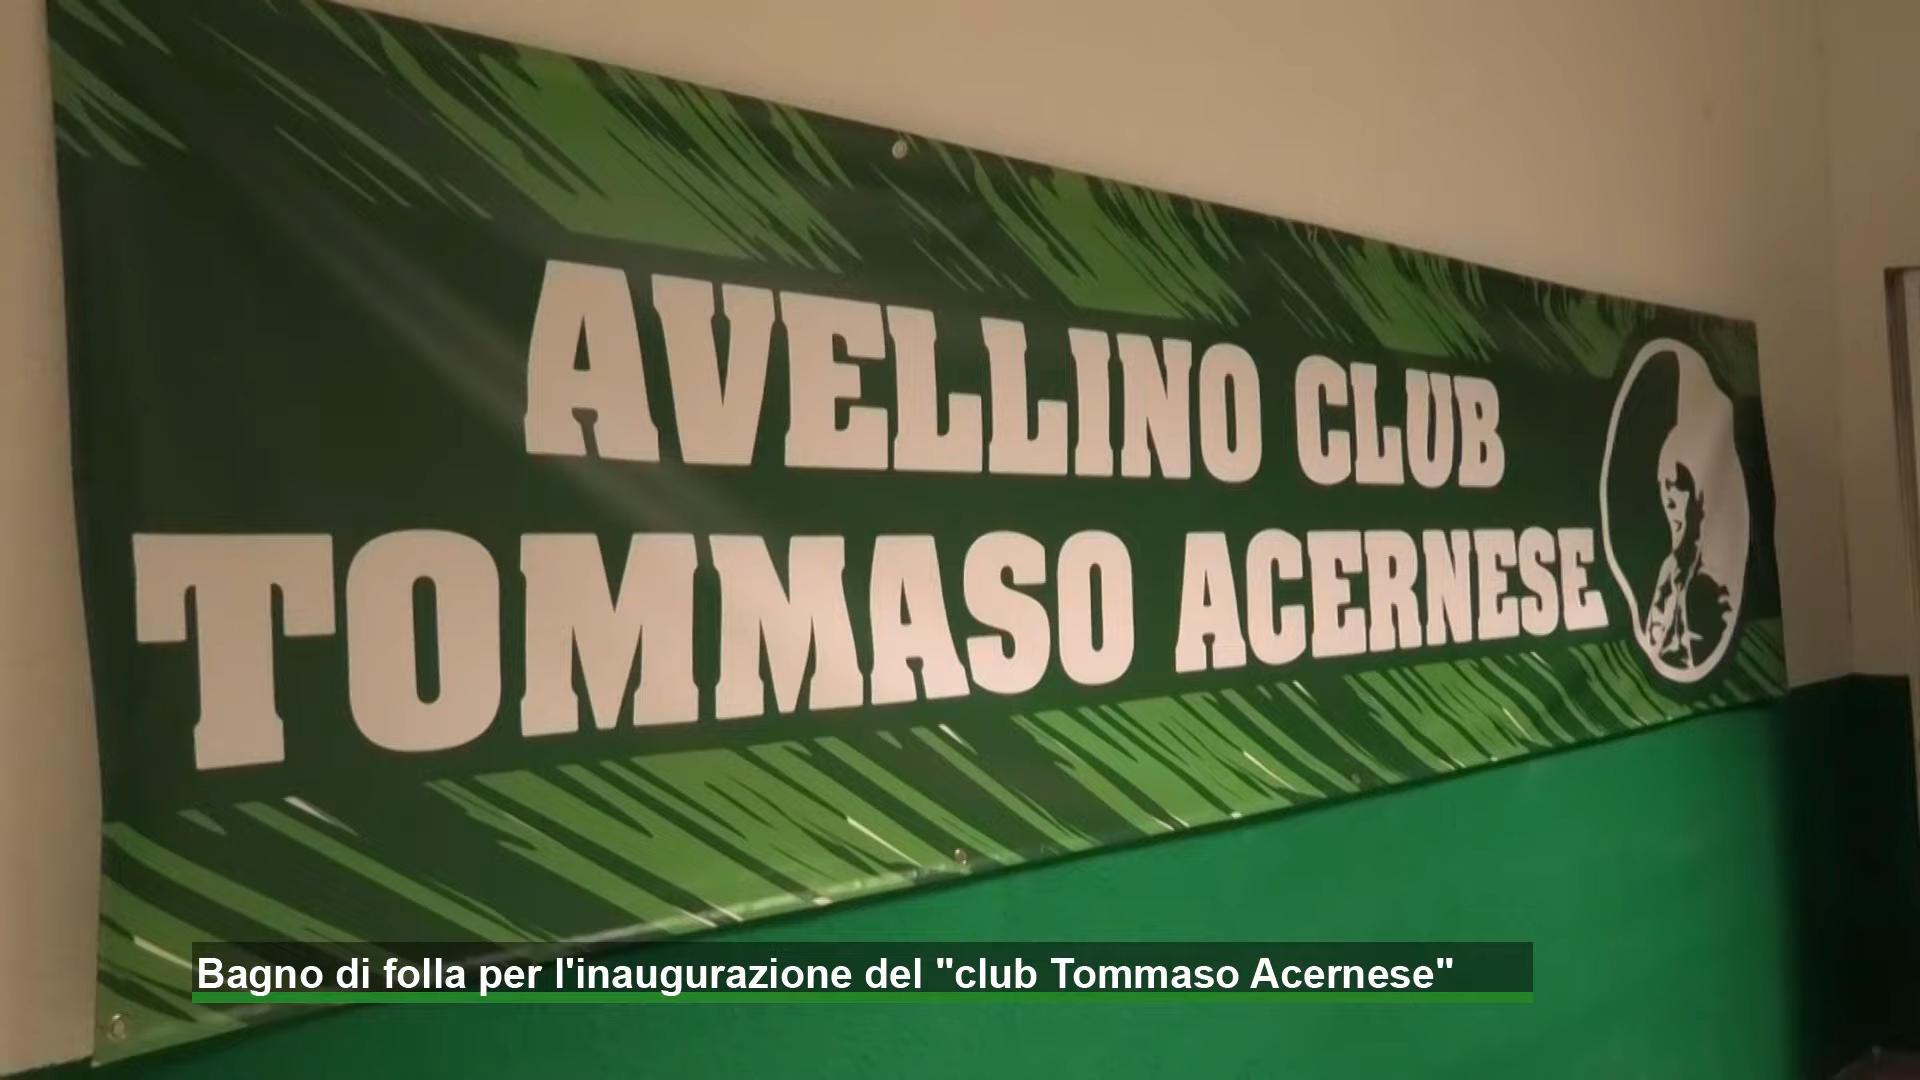 AVELLINO CLUB
TOMMASO ACERNESE
Bagno di folla per l'inaugurazione del "club Tommaso Acernese"